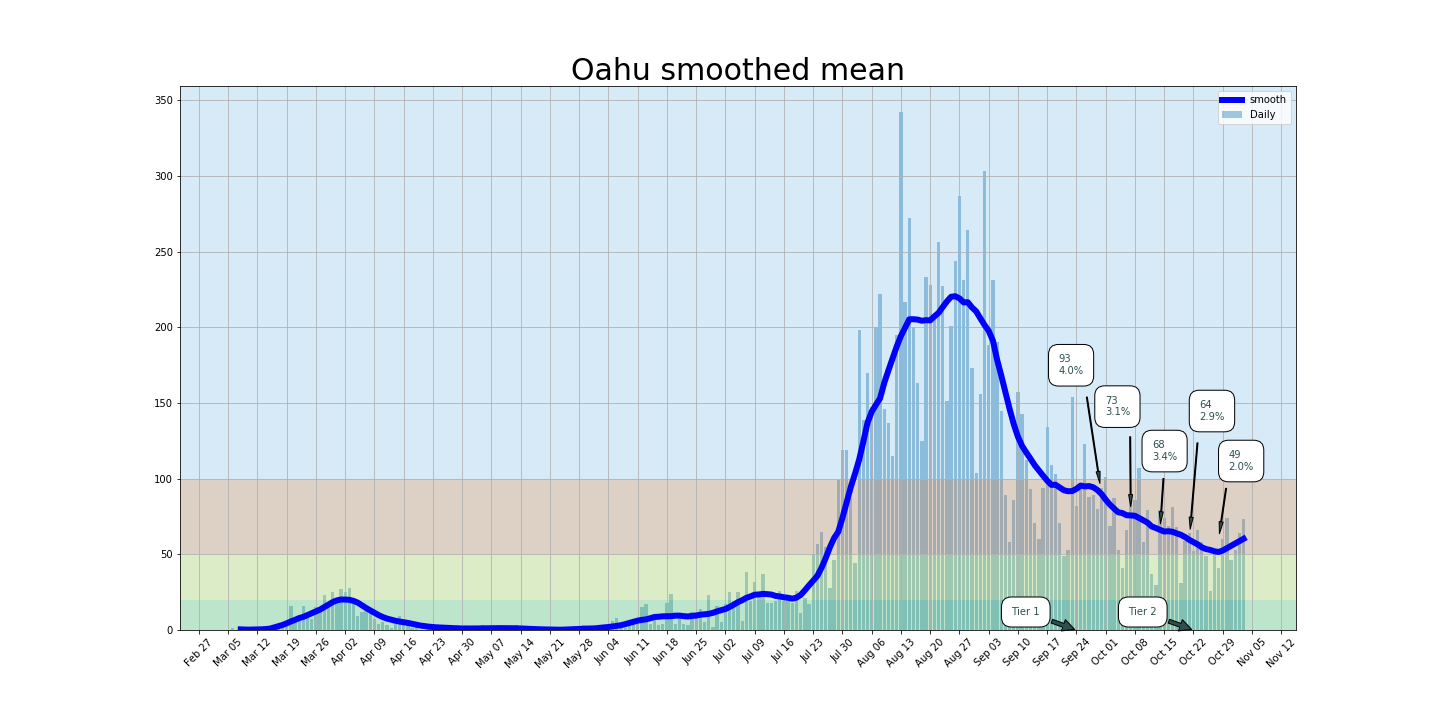 Oahu smoothed mean
350
300
250
200
150
100
50
0
smooth
Daily
93
4.0%
73
3.1%
68
3.4%
64
2.9%
49
2.0%
Tier 1
Tier 2
Feb 27
Mar 05
Mar 12
Mar 19
Mar 26
Apr 02
Apr 09
Apr 16
Apr 23
Apr 30
May 07
May 14
May 21
May 28
Jun 04
Jun 11
Jun 18
Jun 25
Jul 02
Jul 09
Jul 16
Jul 23
Jul 30
Aug 06
Aug 13
Aug 20
Aug 27
Sep 03
Sep 10
Sep 17
Sep 24
Oct 01
Oct 08
Oct 15
Oct 22
Oct 29
Nov 05
Nov 12